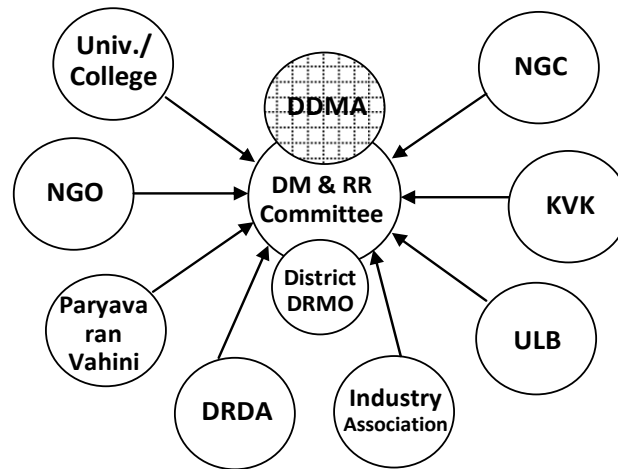 Univ./
College
DDMA
NGC
NGO
DM & RR
Committee
KVK
District
DRMO
Paryava
ran
Vahini
ULB
DRDA
Industry
Association